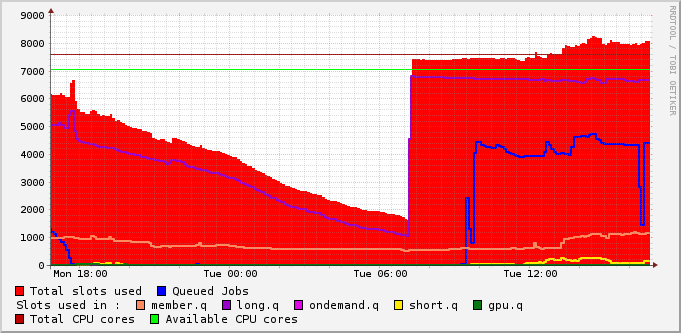 RRDTOOL / TOBI OETIKER
9000
8000
7000
6000
5000
4000
3000
2000
1000
0
Mon 18:00 Tue 00:00 Tue 06:00 Tue 12:00
Total slots used Queued Jobs
Slots used in : member.q long.q ondemand.q short.q gpu.q
Total CPU cores Available CPU cores